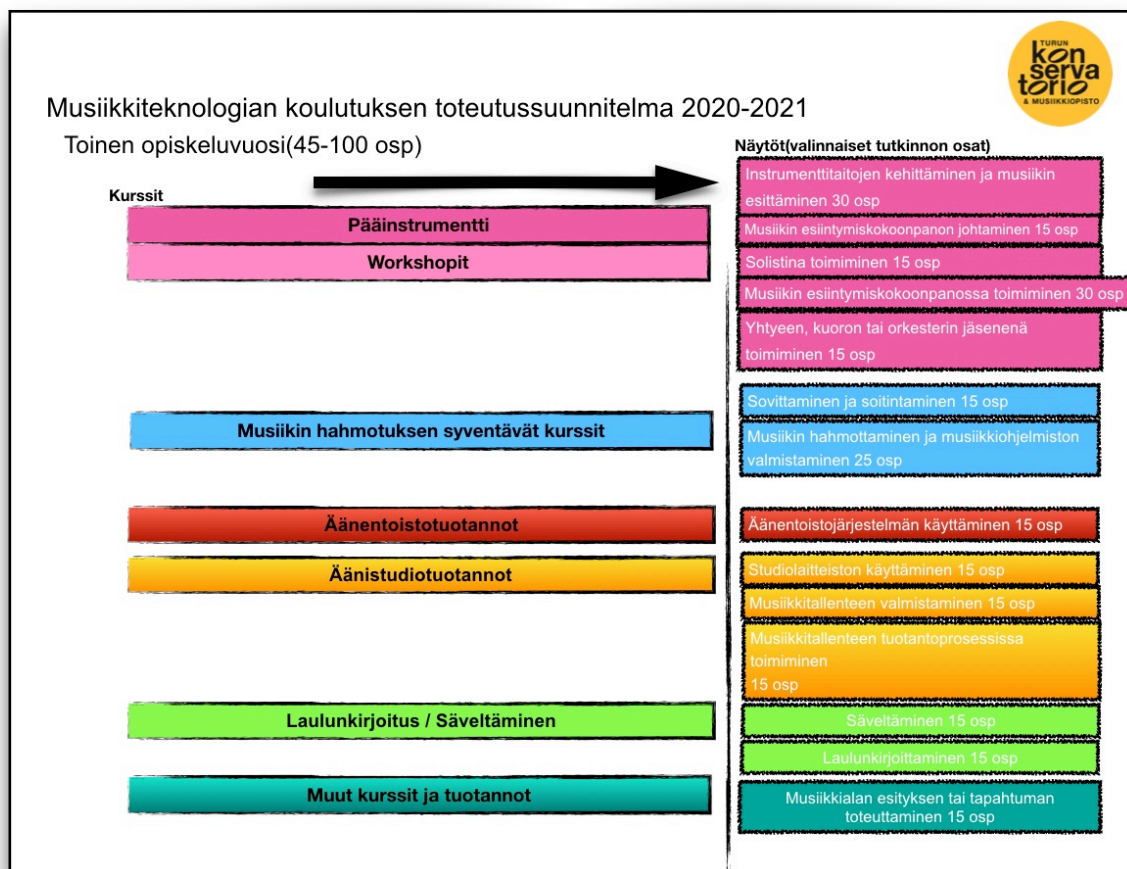 TURUN
kon
serva
torio
& MUSIIKKIOPISTO
Musiikkiteknologian koulutuksen toteutussuunnitelma 2020-2021
Toinen opiskeluvuosi(45-100 osp)
Kurssit
Pääinstrumentti
Workshopit
Musiikin hahmotuksen syventävät kurssit
Äänentoistotuotannot
Äänistudiotuotannot
Laulunkirjoitus / Säveltäminen
Muut kurssit ja tuotannot
Näytöt(valinnaiset tutkinnon osat)
Instrumenttitaitojen kehittäminen ja musiikin
esittäminen 30 osp
Musiikin esiintymiskokoonpanon johtaminen 15 osp
Solistina toimiminen 15 osp
Musiikin esiintymiskokoonpanossa toimiminen 30 osp
Yhtyeen, kuoron tai orkesterin jäsenenä
toimiminen 15 osp
Sovittaminen ja soitintaminen 15 osp
Musiikin hahmottaminen ja musiikkiohjelmiston
valmistaminen 25 osp
Äänentoistojärjestelmän käyttäminen 15 osp
Studiolaitteiston käyttäminen 15 osp
Musiikkitallenteen valmistaminen 15 osp
Musiikkitallenteen tuotantoprosessissa
toimiminen
15 osp
Säveltäminen 15 osp
Laulunkirjoittaminen 15 osp
Musiikkialan esityksen tai tapahtuman
toteuttaminen 15 osp